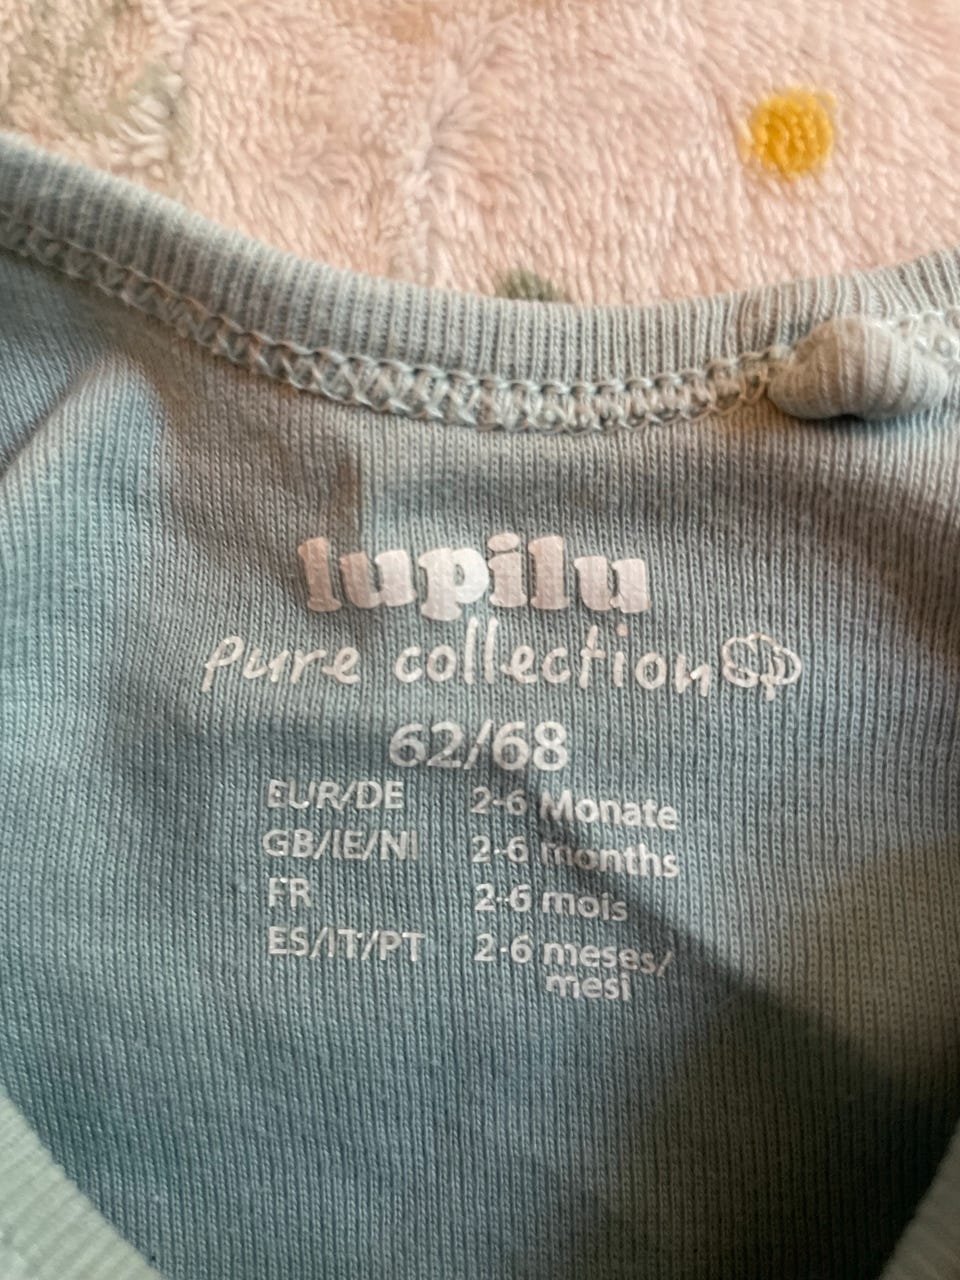 lupilu
pure collection
62/68
EUR/DE 2-6 Monate
GB/IE/NI 2-6 months
FR 2-6 mois
ES/IT/PT 2-6 meses/
mesi